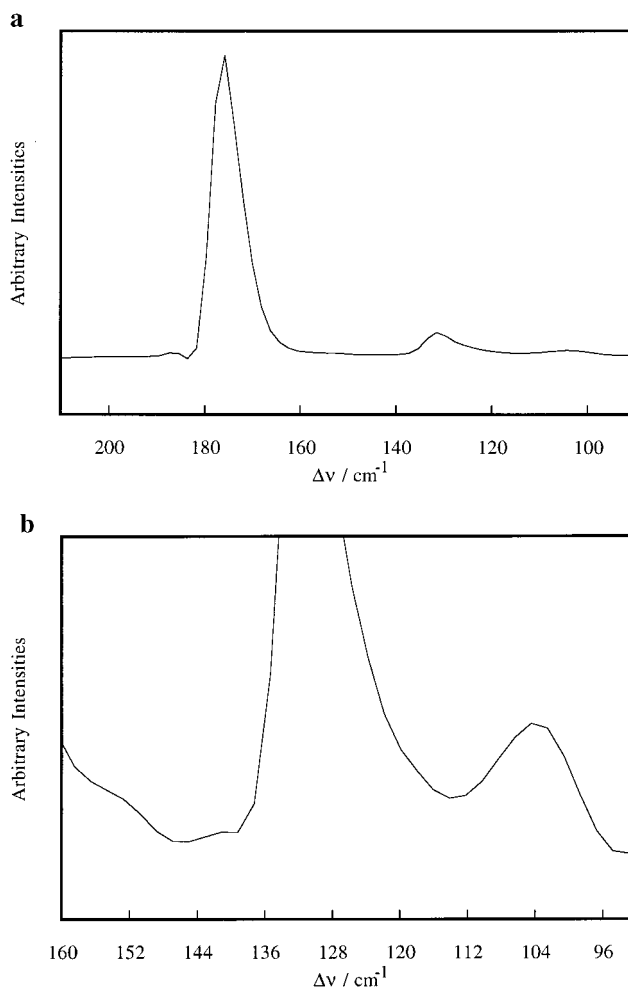 a
Arbitrary Intensities
200 180 160 140 120 100
Δν / cm-1
b
Arbitrary Intensities
160 152 144 136 128 120 112 104 96
Δν / cm-1